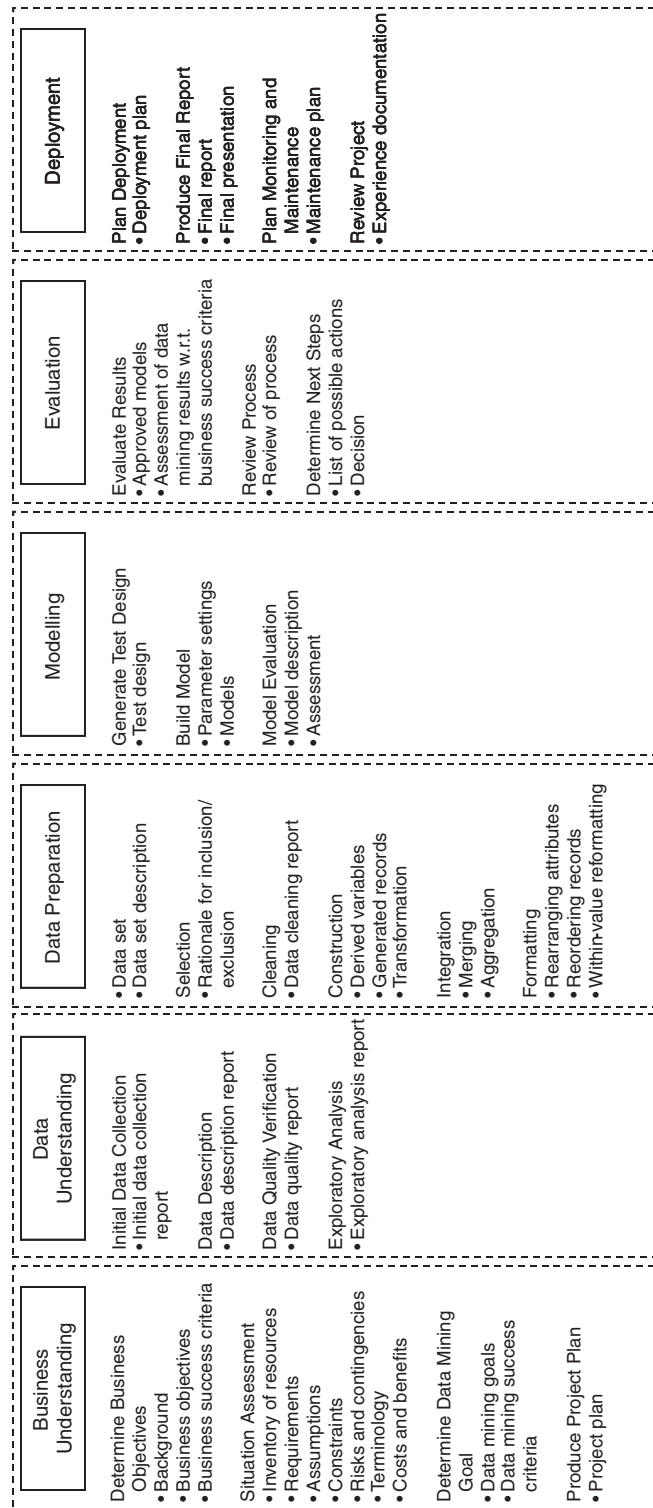 Business
Understanding
Determine Business
Objectives
• Background
• Business objectives
• Business success criteria
Situation Assessment
• Inventory of resources
• Requirements
• Assumptions
• Constraints
• Risks and contingencies
• Terminology
• Costs and benefits
Determine Data Mining
Goal
• Data mining goals
• Data mining success
criteria
Produce Project Plan
• Project plan
Data
Understanding
Initial Data Collection
• Initial data collection
report
Data Description
• Data description report
Data Quality Verification
• Data quality report
Exploratory Analysis
• Exploratory analysis report
Data Preparation
• Data set
• Data set description
Selection
• Rationale for inclusion/
exclusion
Cleaning
• Data cleaning report
Construction
• Derived variables
• Generated records
• Transformation
Integration
• Merging
• Aggregation
Formatting
• Rearranging attributes
• Reordering records
• Within-value reformatting
Modelling
Generate Test Design
• Test design
Build Model
• Parameter settings
• Models
Model Evaluation
• Model description
• Assessment
Evaluation
Evaluate Results
• Approved models
• Assessment of data
mining results w.r.t.
business success criteria
Review Process
• Review of process
Determine Next Steps
• List of possible actions
• Decision
Deployment
Plan Deployment
• Deployment plan
Produce Final Report
• Final report
• Final presentation
Plan Monitoring and
Maintenance
• Maintenance plan
Review Project
• Experience documentation